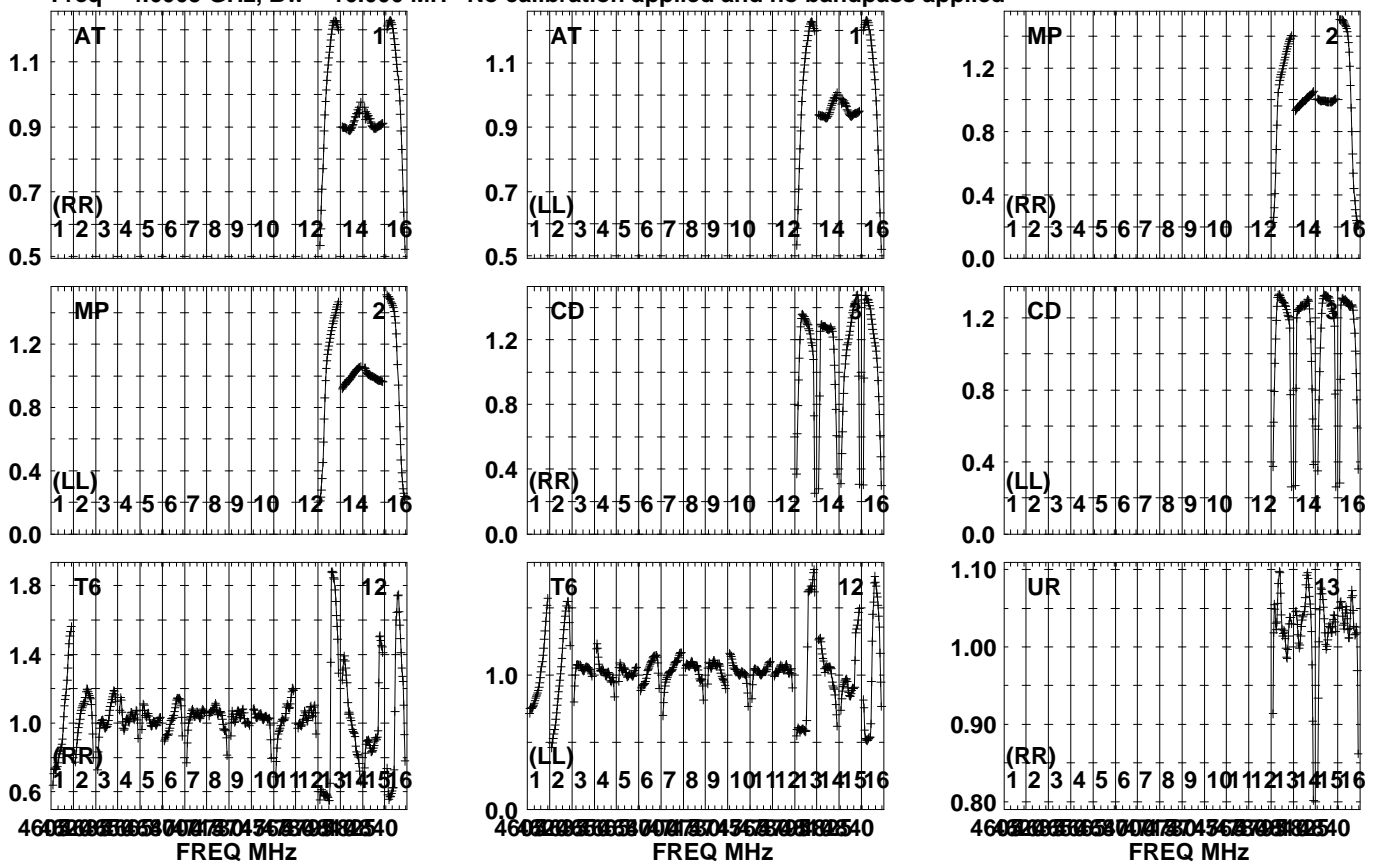 No calibration applied and no bandpass applied
AT 1
1.1
0.9
0.7
0.5
(RR)
1 2 3 4 5 6 7 8 9 10 12 14 16
AT 1
1.1
0.9
0.7
0.5
(LL)
1 2 3 4 5 6 7 8 9 10 12 14 16
MP 2
1.2
0.8
0.4
0.0
(RR)
1 2 3 4 5 6 7 8 9 10 12 14 16
MP 2
1.2
0.8
0.4
0.0
(LL)
1 2 3 4 5 6 7 8 9 10 12 14 16
CD 3
1.2
0.8
0.4
0.0
(RR)
1 2 3 4 5 6 7 8 9 10 12 14 16
CD 3
1.2
0.8
0.4
0.0
(LL)
1 2 3 4 5 6 7 8 9 10 12 14 16
T6 12
1.8
1.4
1.0
0.6
(RR)
1 2 3 4 5 6 7 8 9 10 11 12 13 14 15 16
FREQ MHz
T6 12
1.0
0.0
(LL)
1 2 3 4 5 6 7 8 9 10 11 12 13 15 16
FREQ MHz
UR 13
1.10
1.00
0.90
0.80
(RR)
1 2 3 4 5 6 7 8 9 10 11 12 13 14 15 16
FREQ MHz